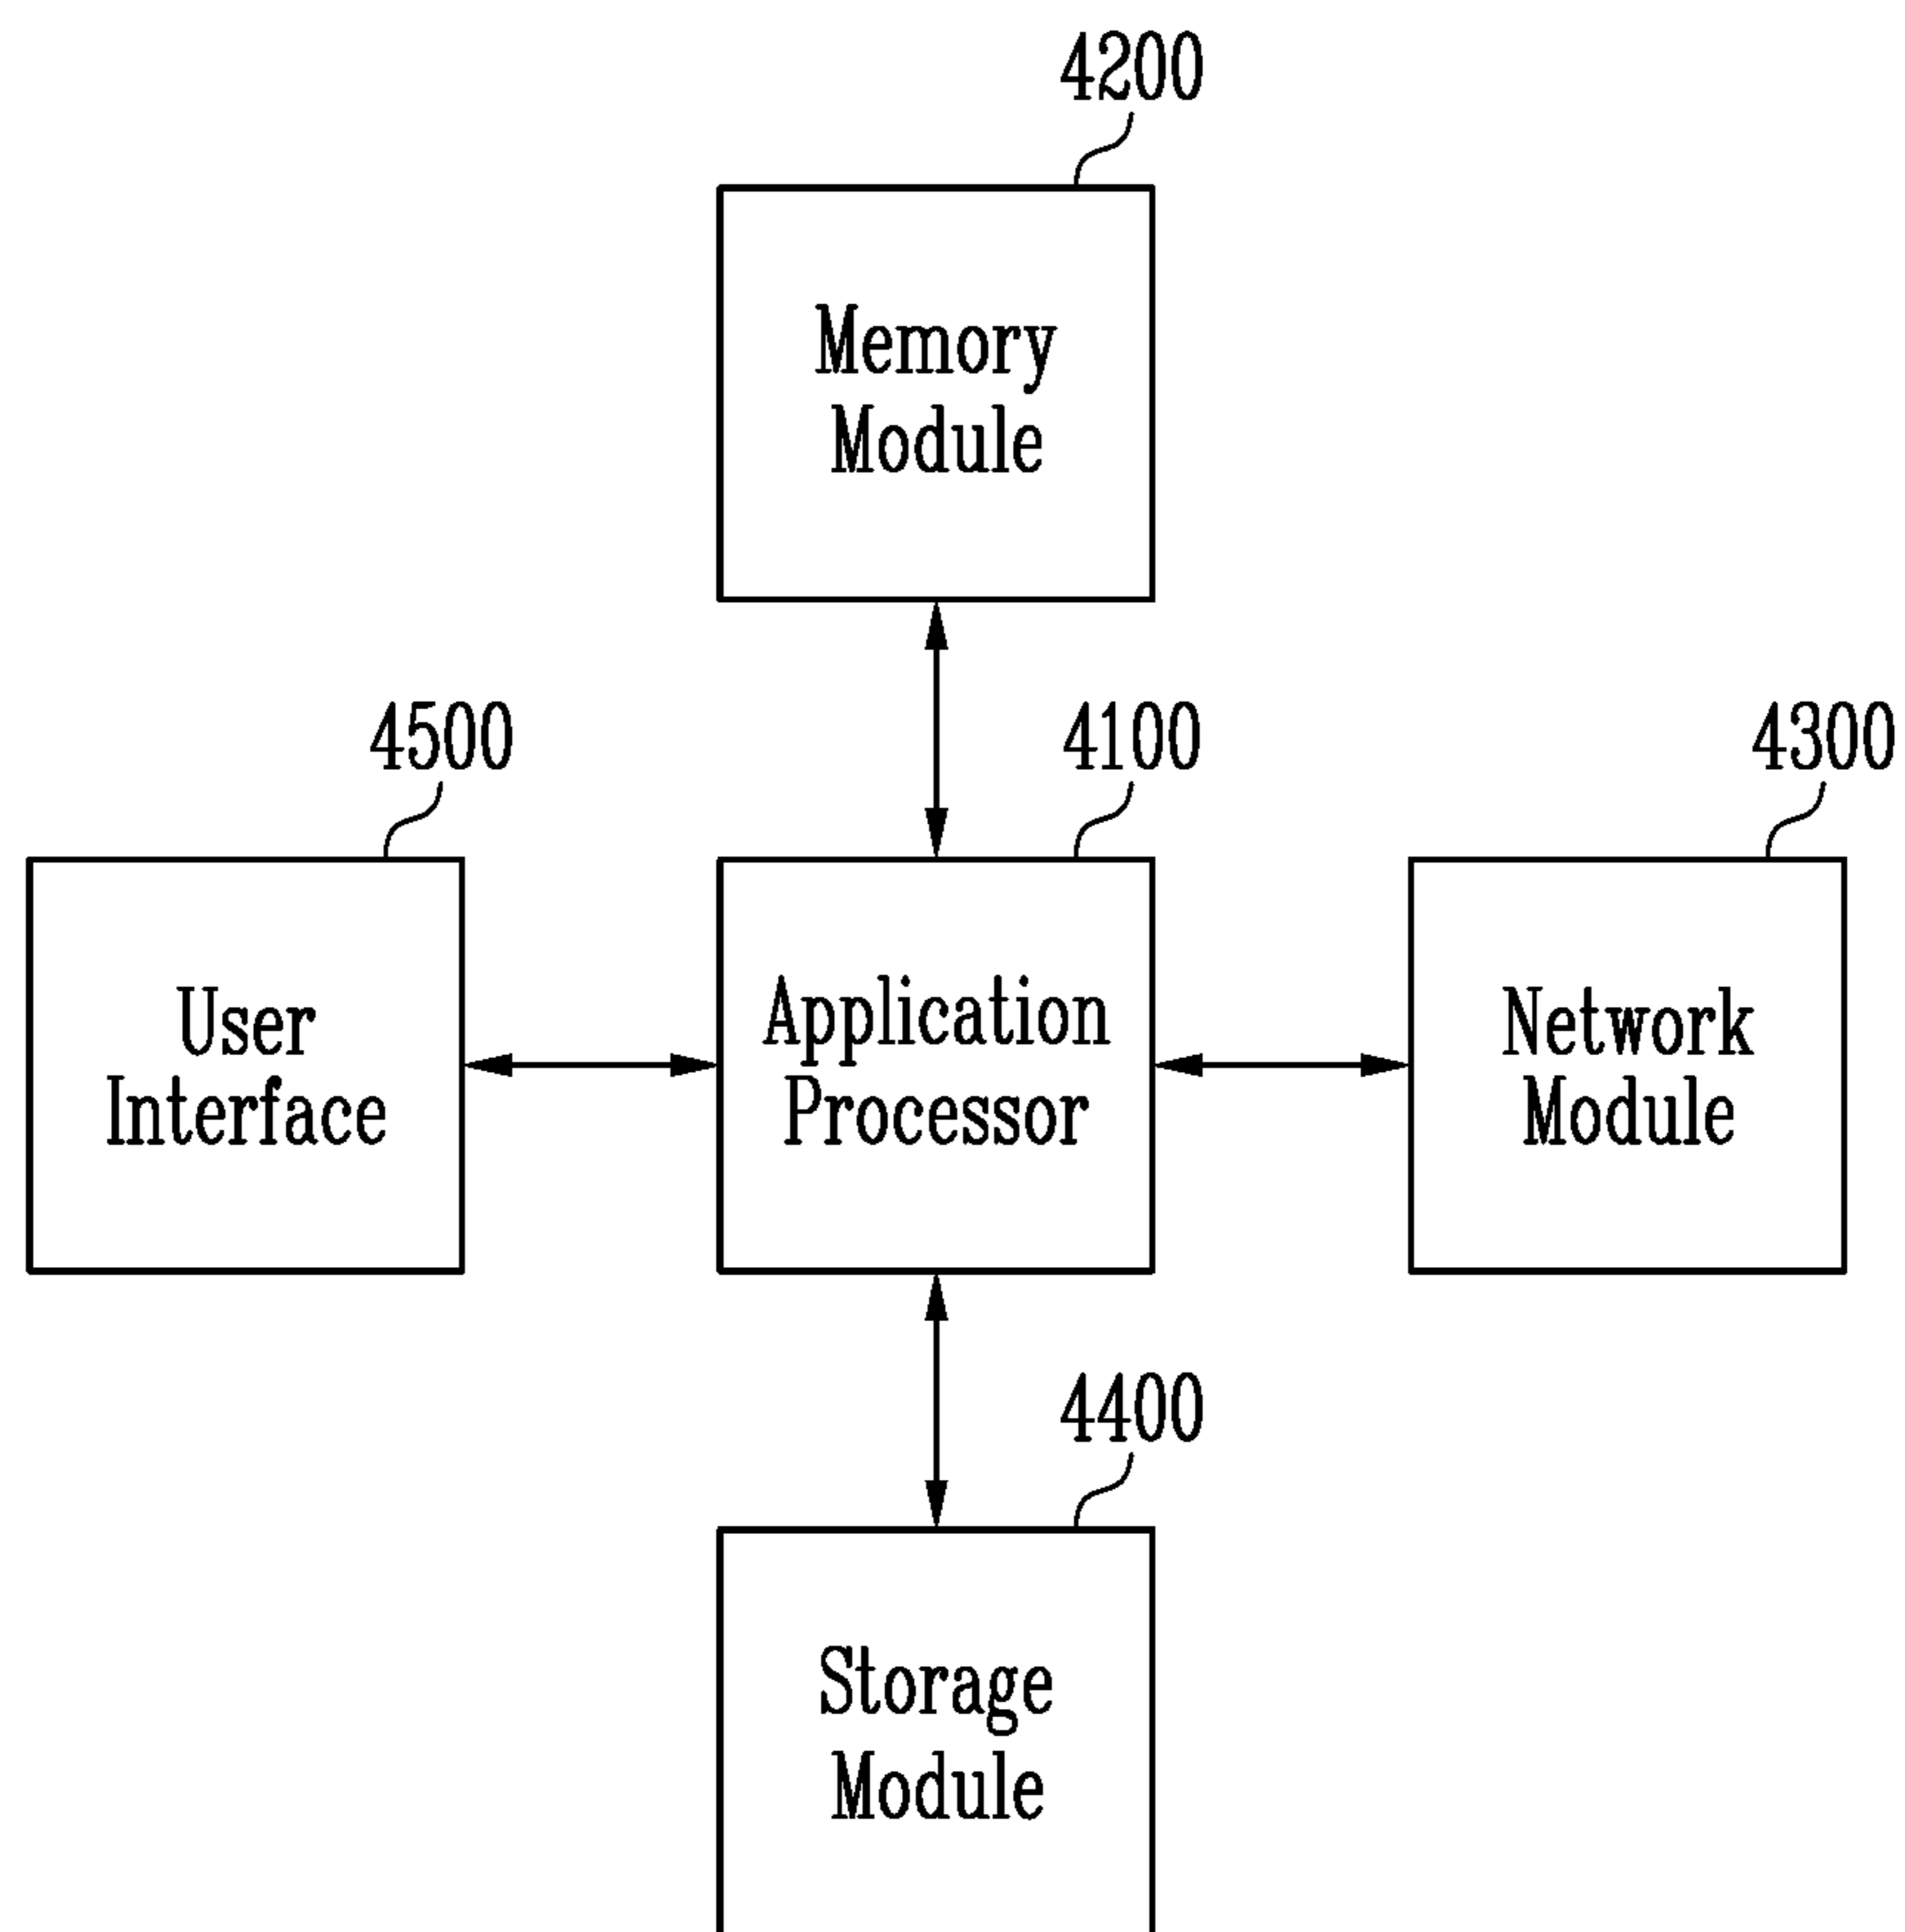 4200
Memory
Module
4500
4100
4300
User
Interface
Application
Processor
Network
Module
4400
Storage
Module